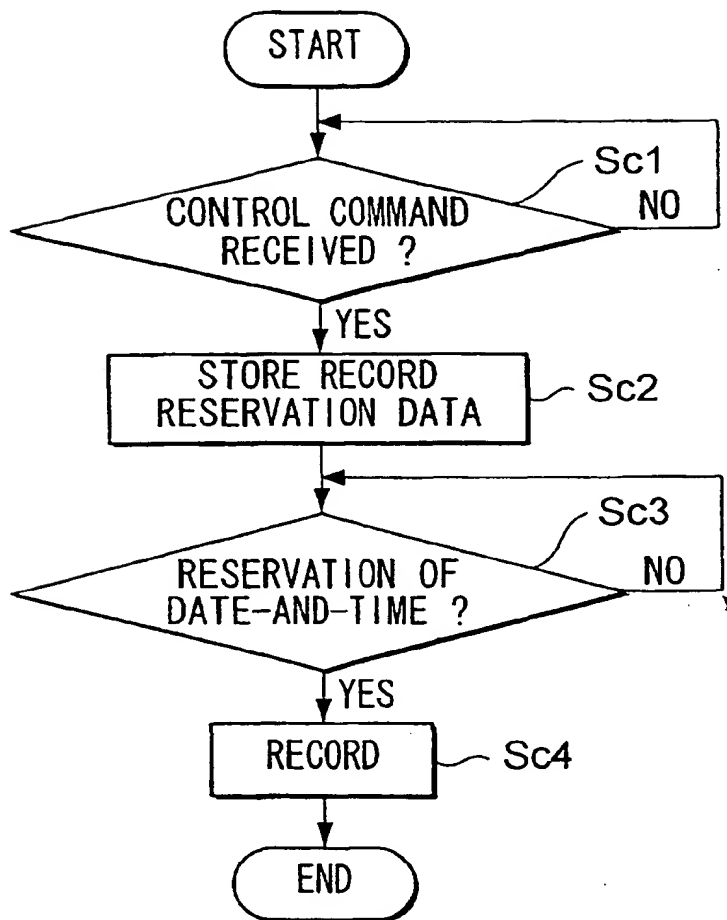 START
Sc1
CONTROL COMMAND
RECEIVED ?
NO
YES
STORE RECORD
RESERVATION DATA
Sc2
Sc3
RESERVATION OF
DATE-AND-TIME ?
NO
YES
RECORD
Sc4
END